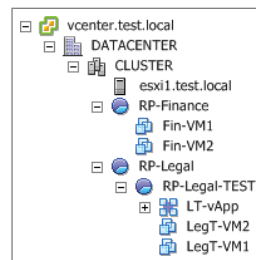 vcenter.test.local
DATACENTER
CLUSTER
esxi1.test.local
RP-Finance
Fin-VM1
Fin-VM2
RP-Legal
RP-Legal-TEST
LT-vApp
LegT-VM2
LegT-VM1